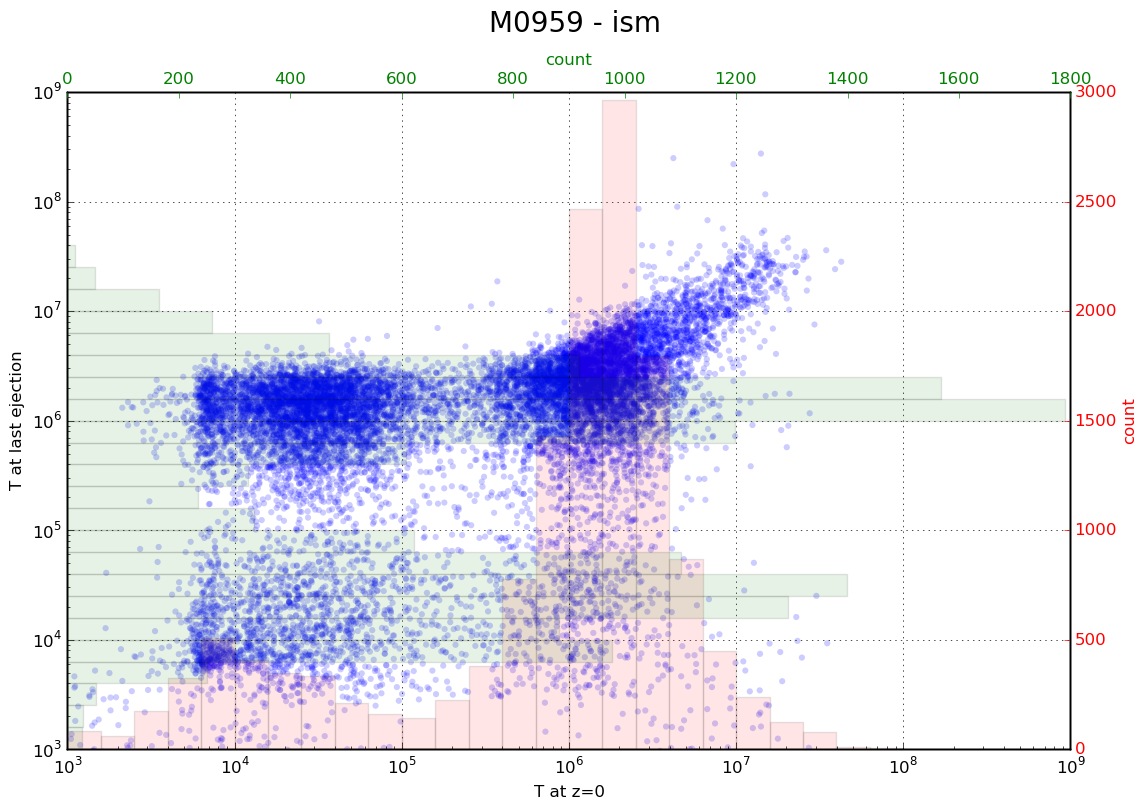 M0959 - ism
count
0 200 400 600 800 1000 1200 1400 1600 1800
10⁹ 3000
10⁸ 2500
10⁷ 2000
10⁶ 1500
10⁵ 1000
10⁴ 500
10³ 0
T at last ejection
count
10³ 10⁴ 10⁵ 10⁶ 10⁷ 10⁸ 10⁹
T at z=0